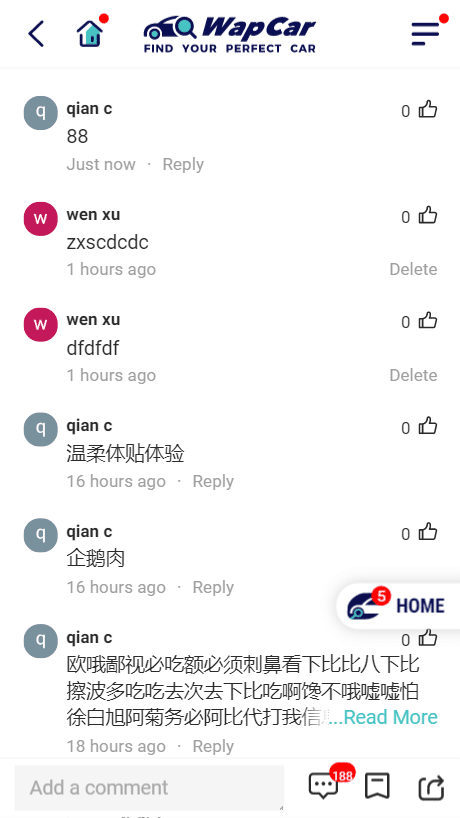 WapCar
FIND YOUR PERFECT CAR
q
qian c
0
88
Just now · Reply
w
wen xu
0
zxscdcdc
1 hours ago
Delete
w
wen xu
0
dfdfdf
1 hours ago
Delete
q
qian c
0
温柔体贴体验
16 hours ago · Reply
q
qian c
0
企鹅肉
16 hours ago · Reply
5
HOME
q
qian c
0
欧哦鄙视必吃额必须刺鼻看下比比八下比
擦波多吃吃去次去下比吃啊馋不哦嘘嘘怕
徐白旭阿菊务必阿比代打我信...Read More
18 hours ago · Reply
Add a comment
188